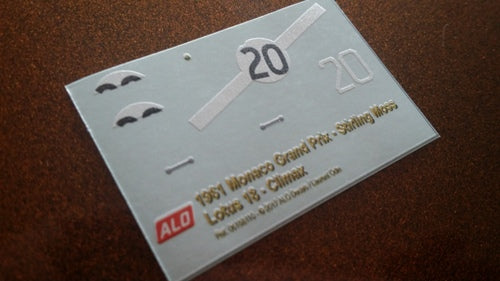 20
20
1961 Monaco Grand Prix - Stirling Moss
Lotus 18 - Climax
ALO